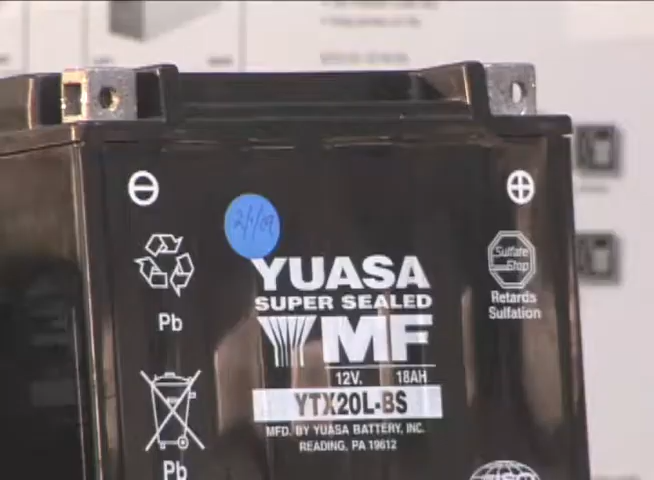 2/1/09
Sulfate
Stop
Retards
Sulfation
Pb
YUASA
SUPER SEALED
MF
12V. 18AH
YTX20L-BS
MFD. BY YUASA BATTERY, INC.
READING, PA 19612
Pb